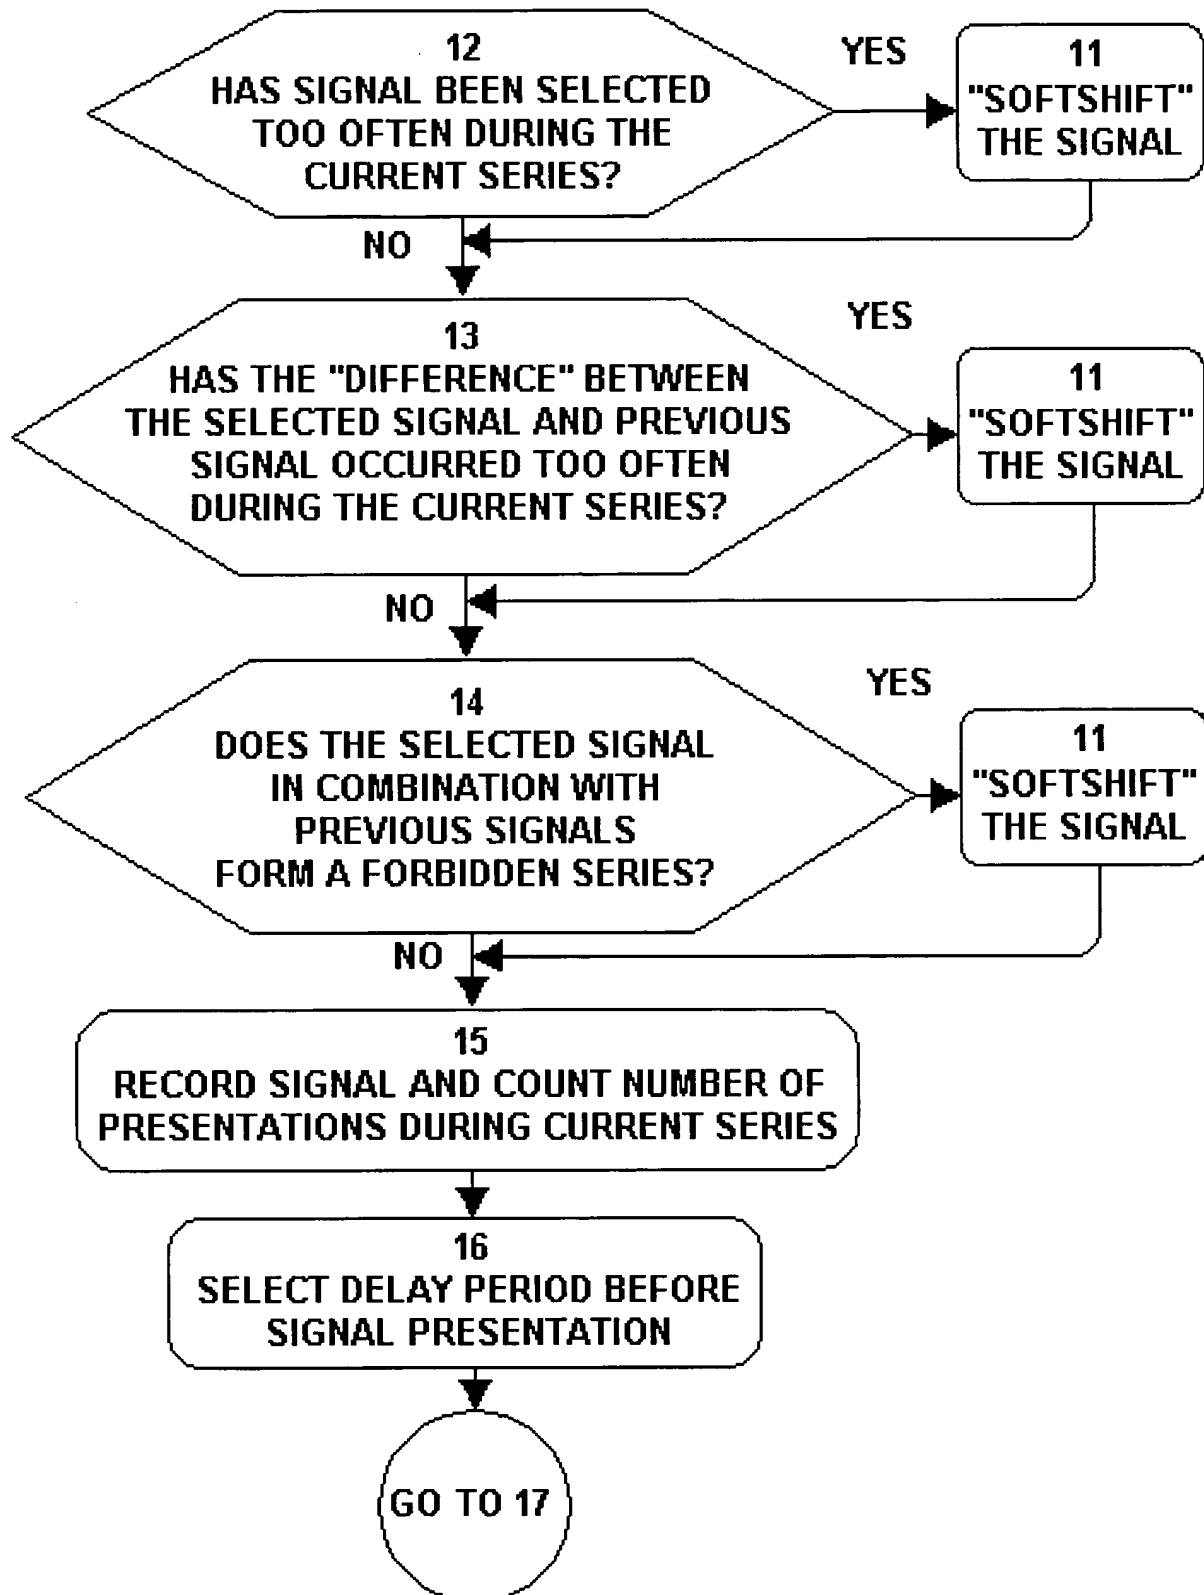 12
HAS SIGNAL BEEN SELECTED
TOO OFTEN DURING THE
CURRENT SERIES?
YES
11
"SOFTSHIFT"
THE SIGNAL
NO
13
HAS THE "DIFFERENCE" BETWEEN
THE SELECTED SIGNAL AND PREVIOUS
SIGNAL OCCURRED TOO OFTEN
DURING THE CURRENT SERIES?
YES
11
"SOFTSHIFT"
THE SIGNAL
NO
14
DOES THE SELECTED SIGNAL
IN COMBINATION WITH
PREVIOUS SIGNALS
FORM A FORBIDDEN SERIES?
YES
11
"SOFTSHIFT"
THE SIGNAL
NO
15
RECORD SIGNAL AND COUNT NUMBER OF
PRESENTATIONS DURING CURRENT SERIES
16
SELECT DELAY PERIOD BEFORE
SIGNAL PRESENTATION
GO TO 17